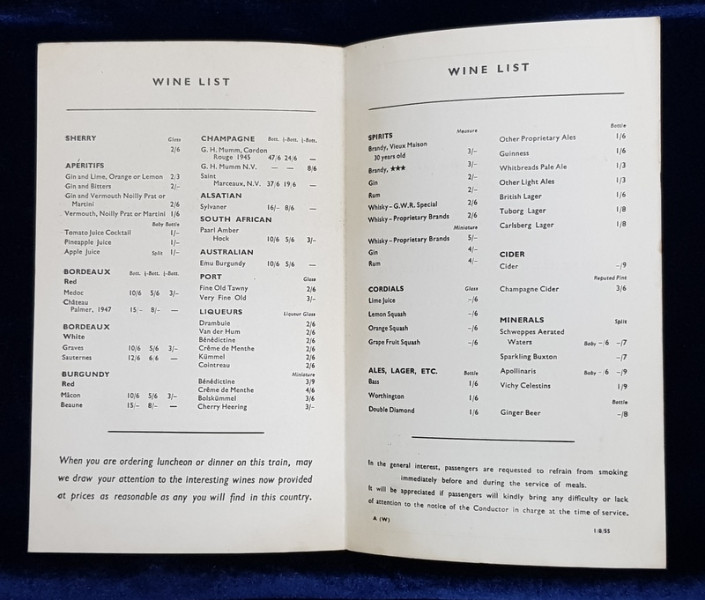 WINE LIST
SHERRY Glass
2/6
APÉRITIFS
Gin and Lime, Orange or Lemon 2/3
Gin and Bitters 2/-
Gin and Vermouth Noilly Prat or
Martini 2/6
Vermouth, Noilly Prat or Martini 1/6
Baby Bottle
Tomato Juice Cocktail 1/-
Pineapple Juice 1/-
Apple Juice Split 1/-
BORDEAUX Bott. ½-Bott. ¼-Bott.
Red
Medoc 10/6 5/6 3/-
Château
Palmer, 1947 15/- 8/- —
BORDEAUX
White
Graves 10/6 5/6 3/-
Sauternes 12/6 6/6 —
BURGUNDY
Red
Mâcon 10/6 5/6 3/-
Beaune 15/- 8/- —
CHAMPAGNE Bott. ½-Bott. ¼-Bott.
G. H. Mumm, Cordon
Rouge 1945 47/6 24/6 —
G. H. Mumm N.V. — — 8/6
Saint
Marceaux, N.V. 37/6 19/6 —
ALSATIAN
Sylvaner 16/- 8/6 —
SOUTH AFRICAN
Paarl Amber
Hock 10/6 5/6 3/-
AUSTRALIAN
Emu Burgundy 10/6 5/6 —
PORT Glass
Fine Old Tawny 2/6
Very Fine Old 3/-
LIQUEURS Liqueur Glass
Drambuie 2/6
Van der Hum 2/6
Bénédictine 2/6
Crême de Menthe 2/6
Kümmel 2/6
Cointreau 2/6
Miniature
Bénédictine 3/9
Crême de Menthe 4/6
Bolskümmel 3/6
Cherry Heering 3/-
When you are ordering luncheon or dinner on this train, may
we draw your attention to the interesting wines now provided
at prices as reasonable as any you will find in this country.
WINE LIST
SPIRITS Measure
Brandy, Vieux Maison
30 years old 3/-
Brandy, ★★★ 3/-
Gin 2/-
Rum 2/-
Whisky – G.W.R. Special 2/6
Whisky – Proprietary Brands 2/6
Miniature
Whisky – Proprietary Brands 5/-
Gin 4/-
Rum 4/-
CORDIALS Glass
Lime Juice -/6
Lemon Squash -/6
Orange Squash -/6
Grape Fruit Squash -/6
ALES, LAGER, ETC. Bottle
Bass 1/6
Worthington 1/6
Double Diamond 1/6
Bottle
Other Proprietary Ales 1/6
Guinness 1/6
Whitbreads Pale Ale 1/3
Other Light Ales 1/3
British Lager 1/6
Tuborg Lager 1/8
Carlsberg Lager 1/8
CIDER
Cider -/9
Reputed Pint
Champagne Cider 3/6
MINERALS Split
Schweppes Aerated
Waters Baby -/6 -/7
Sparkling Buxton -/7
Apollinaris Baby -/6 -/9
Vichy Celestins 1/9
Bottle
Ginger Beer -/8
In the general interest, passengers are requested to refrain from smoking
immediately before and during the service of meals.
It will be appreciated if passengers will kindly bring any difficulty or lack
of attention to the notice of the Conductor in charge at the time of service.
A (W)
1/8/55